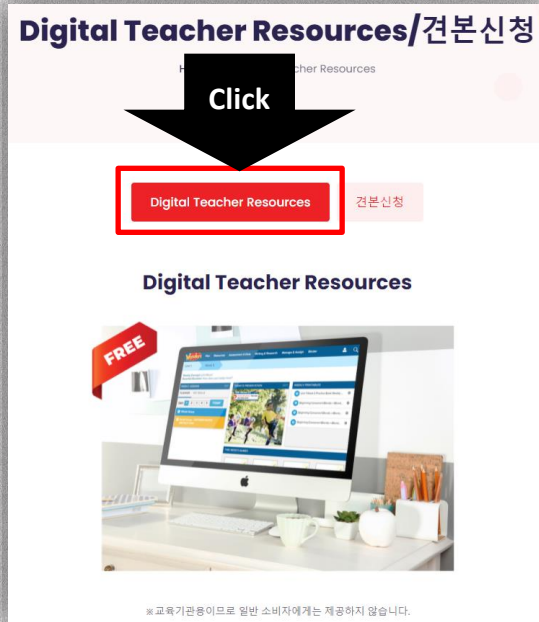 Digital Teacher Resources/견본신청
cher Resources
Click
Digital Teacher Resources
견본신청
Digital Teacher Resources
FREE
※교육기관용이므로 일반 소비자에게는 제공하지 않습니다.